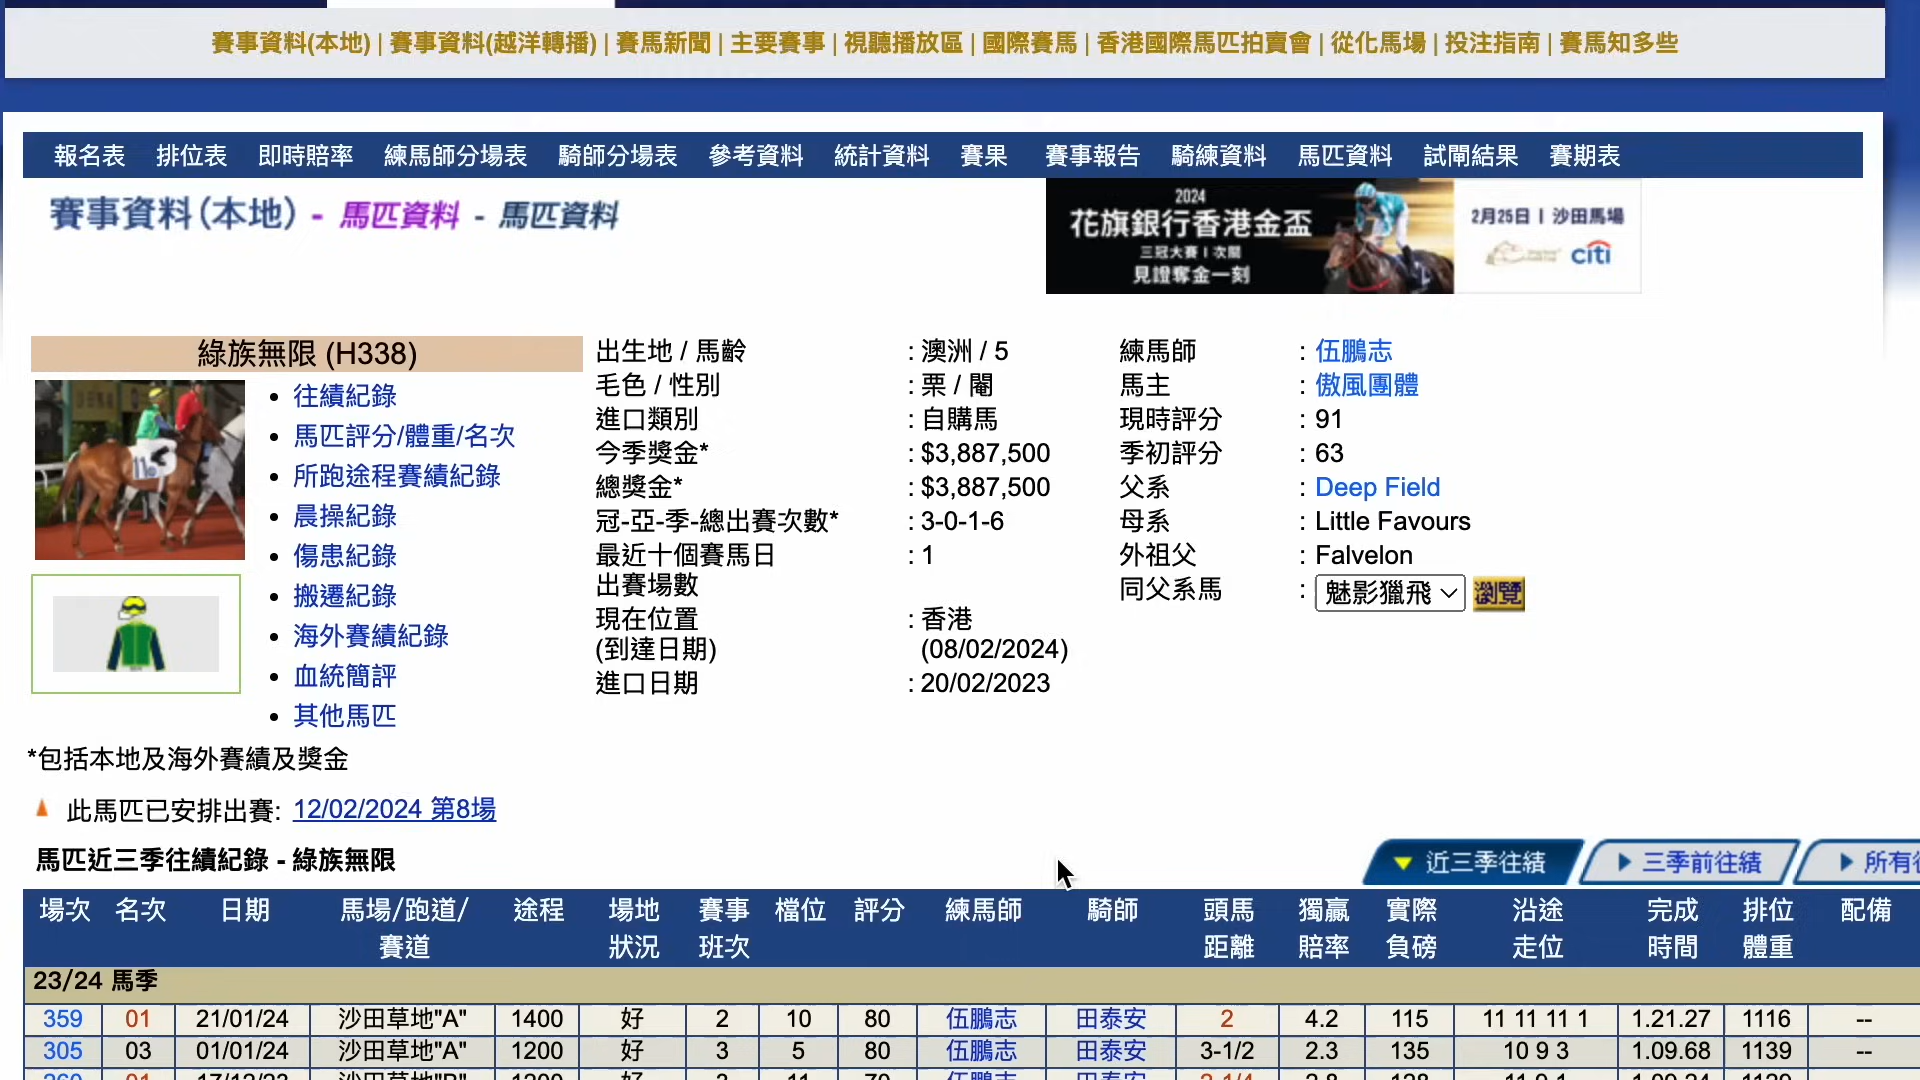 賽事資料(本地) | 賽事資料(越洋轉播) | 賽馬新聞 | 主要賽事 | 視聽播放區 | 國際賽馬 | 香港國際馬匹拍賣會 | 從化馬場 | 投注指南 | 賽馬知多些
報名表 排位表 即時賠率 練馬師分場表 騎師分場表 參考資料 統計資料 賽果 賽事報告 騎練資料 馬匹資料 試閘結果 賽期表
賽事資料(本地) - 馬匹資料 - 馬匹資料
2024
花旗銀行香港金盃
三冠大賽 | 次關
見證奪金一刻
2月25日 | 沙田馬場
citi
綠族無限 (H338)
往績紀錄
馬匹評分/體重/名次
所跑途程賽績紀錄
晨操紀錄
傷患紀錄
搬遷紀錄
海外賽績紀錄
血統簡評
其他馬匹
出生地 / 馬齡 : 澳洲 / 5
毛色 / 性別 : 栗 / 閹
進口類別 : 自購馬
今季獎金* : $3,887,500
總獎金* : $3,887,500
冠-亞-季-總出賽次數* : 3-0-1-6
最近十個賽馬日 : 1
出賽場數
現在位置 : 香港
(到達日期) (08/02/2024)
進口日期 : 20/02/2023
練馬師 : 伍鵬志
馬主 : 傲風團體
現時評分 : 91
季初評分 : 63
父系 : Deep Field
母系 : Little Favours
外祖父 : Falvelon
同父系馬 : 魅影獵飛 瀏覽
*包括本地及海外賽績及獎金
此馬匹已安排出賽: 12/02/2024 第8場
馬匹近三季往績紀錄 - 綠族無限
近三季往績 三季前往績 所有
場次 名次 日期 馬場/跑道/賽道 途程 場地狀況 賽事班次 檔位 評分 練馬師 騎師 頭馬距離 獨贏賠率 實際負磅 沿途走位 完成時間 排位體重 配備
23/24 馬季
359 01 21/01/24 沙田草地"A" 1400 好 2 10 80 伍鵬志 田泰安 2 4.2 115 11 11 11 1 1.21.27 1116 --
305 03 01/01/24 沙田草地"A" 1200 好 3 5 80 伍鵬志 田泰安 3-1/2 2.3 135 10 9 3 1.09.68 1139 --